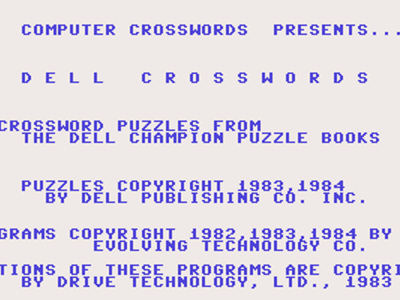 COMPUTER CROSSWORDS PRESENTS...
D E L L C R O S S W O R D S
CROSSWORD PUZZLES FROM
THE DELL CHAMPION PUZZLE BOOKS
PUZZLES COPYRIGHT 1983,1984
BY DELL PUBLISHING CO. INC.
GRAMS COPYRIGHT 1982,1983,1984 BY
EVOLVING TECHNOLOGY CO.
TIONS OF THESE PROGRAMS ARE COPYRI
BY DRIVE TECHNOLOGY, LTD., 1983